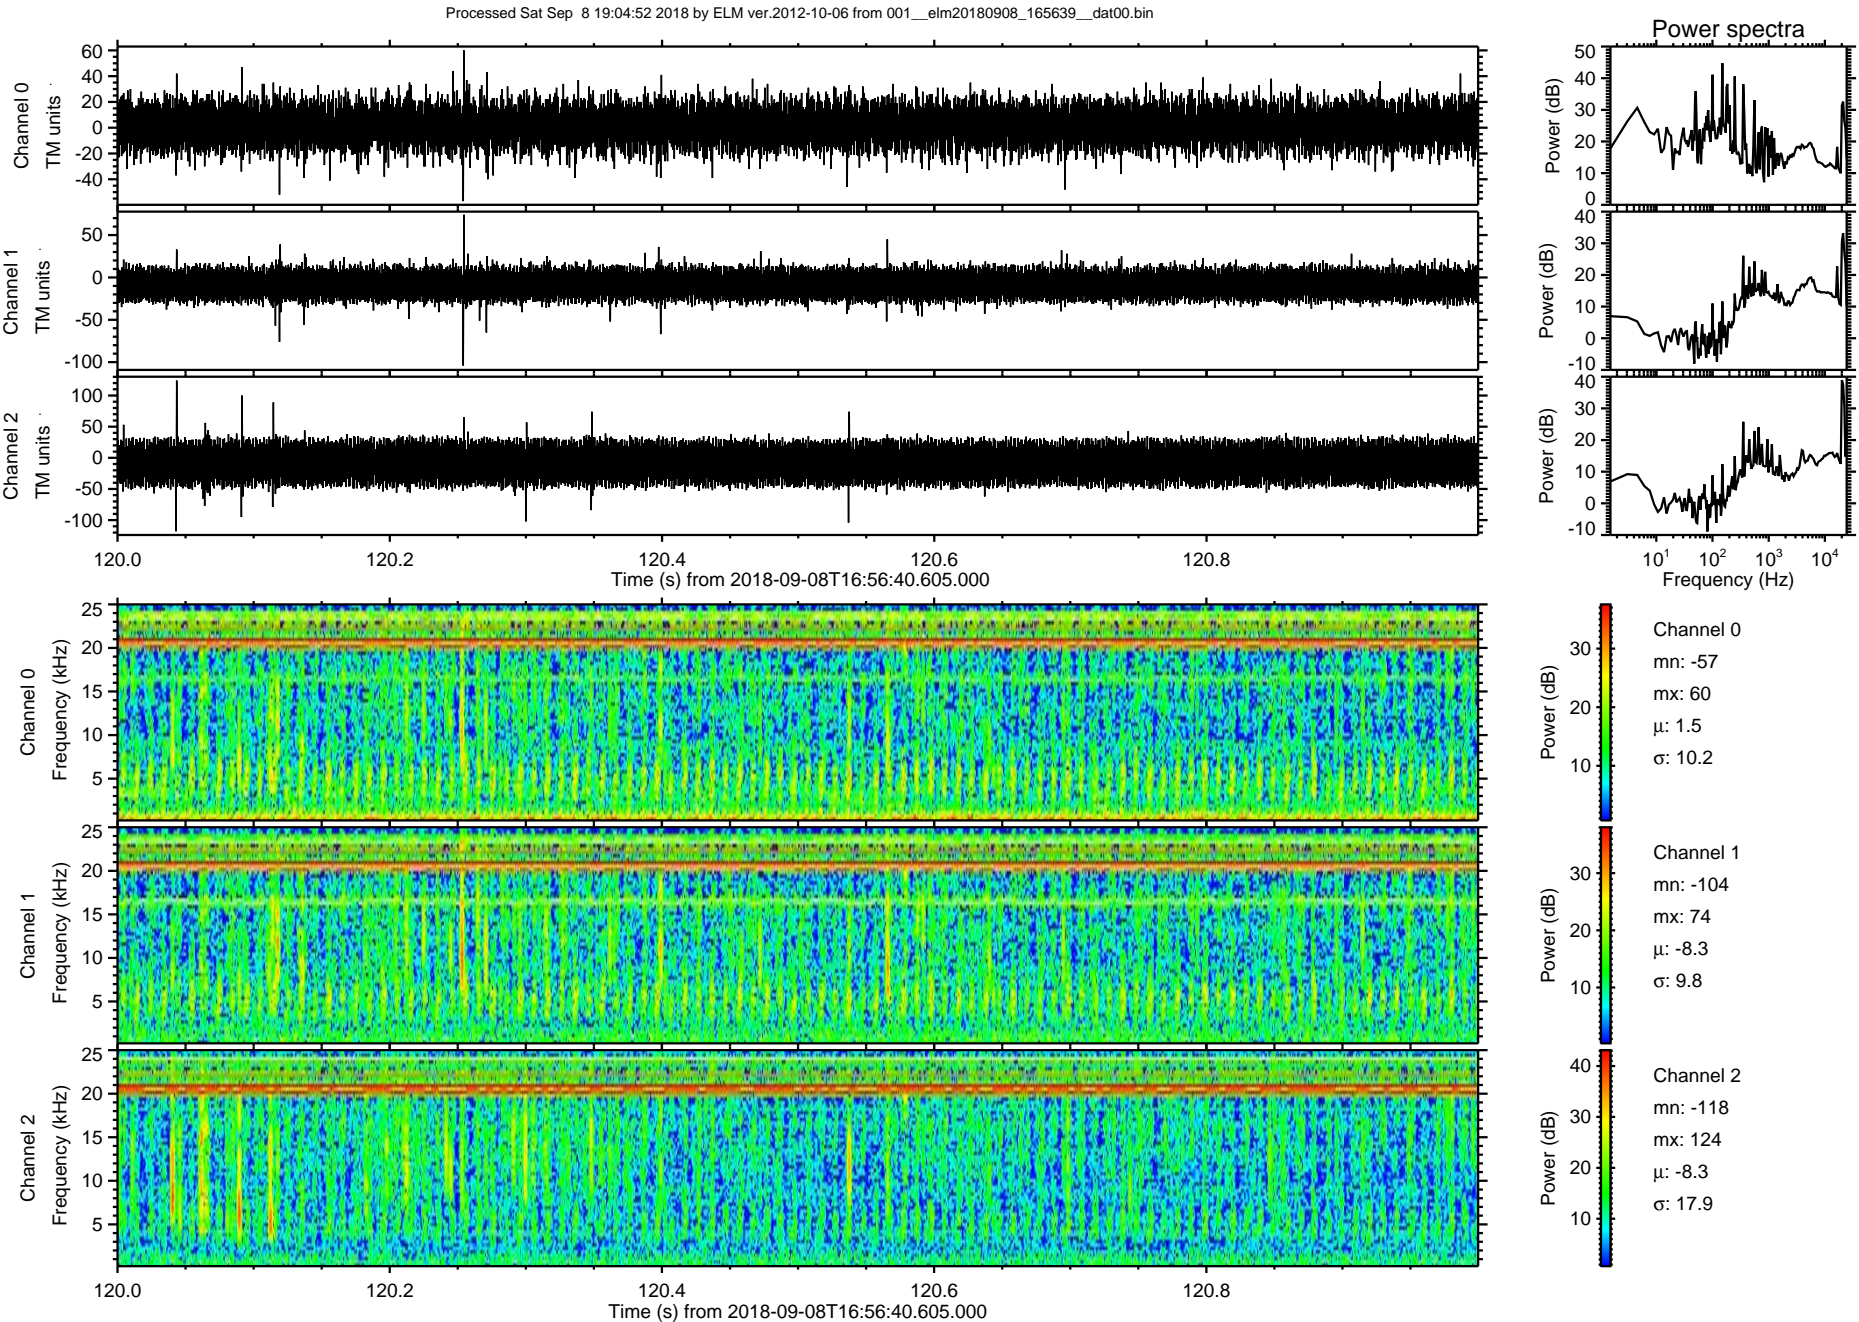 Processed Sat Sep  8 19:04:52 2018 by ELM ver.2012-10-06 from 001__elm20180908_165639__dat00.bin
Power spectra
Channel 0
TM units
60
40
20
0
-20
-40
Power (dB)
50
40
30
20
10
0
Channel 1
TM units
50
0
-50
-100
Power (dB)
40
30
20
10
0
-10
Channel 2
TM units
100
50
0
-50
-100
Power (dB)
40
30
20
10
0
-10
120.0 120.2 120.4 120.6 120.8
Time (s) from 2018-09-08T16:56:40.605.000
10¹ 10² 10³ 10⁴
Frequency (Hz)
Channel 0
Frequency (kHz)
25
20
15
10
5
Power (dB)
30
20
10
Channel 0
mn: -57
mx: 60
μ: 1.5
σ: 10.2
Channel 1
Frequency (kHz)
25
20
15
10
5
Power (dB)
30
20
10
Channel 1
mn: -104
mx: 74
μ: -8.3
σ: 9.8
Channel 2
Frequency (kHz)
25
20
15
10
5
Power (dB)
40
30
20
10
Channel 2
mn: -118
mx: 124
μ: -8.3
σ: 17.9
120.0 120.2 120.4 120.6 120.8
Time (s) from 2018-09-08T16:56:40.605.000